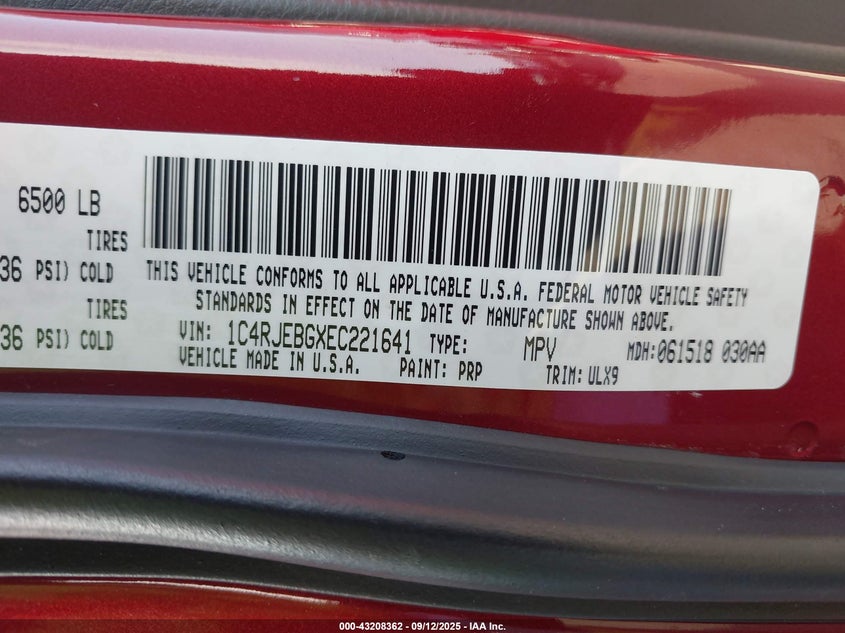 6500 LB
TIRES
36 PSI) COLD
TIRES
36 PSI) COLD
THIS VEHICLE CONFORMS TO ALL APPLICABLE U.S.A. FEDERAL MOTOR VEHICLE SAFETY
STANDARDS IN EFFECT ON THE DATE OF MANUFACTURE SHOWN ABOVE.
VIN: 1C4RJEBGXEC221641 TYPE: MPV MDH:061518 030AA
VEHICLE MADE IN U.S.A. PAINT: PRP TRIM: ULX9
000-43208362 - 09/12/2025 - IAA Inc.